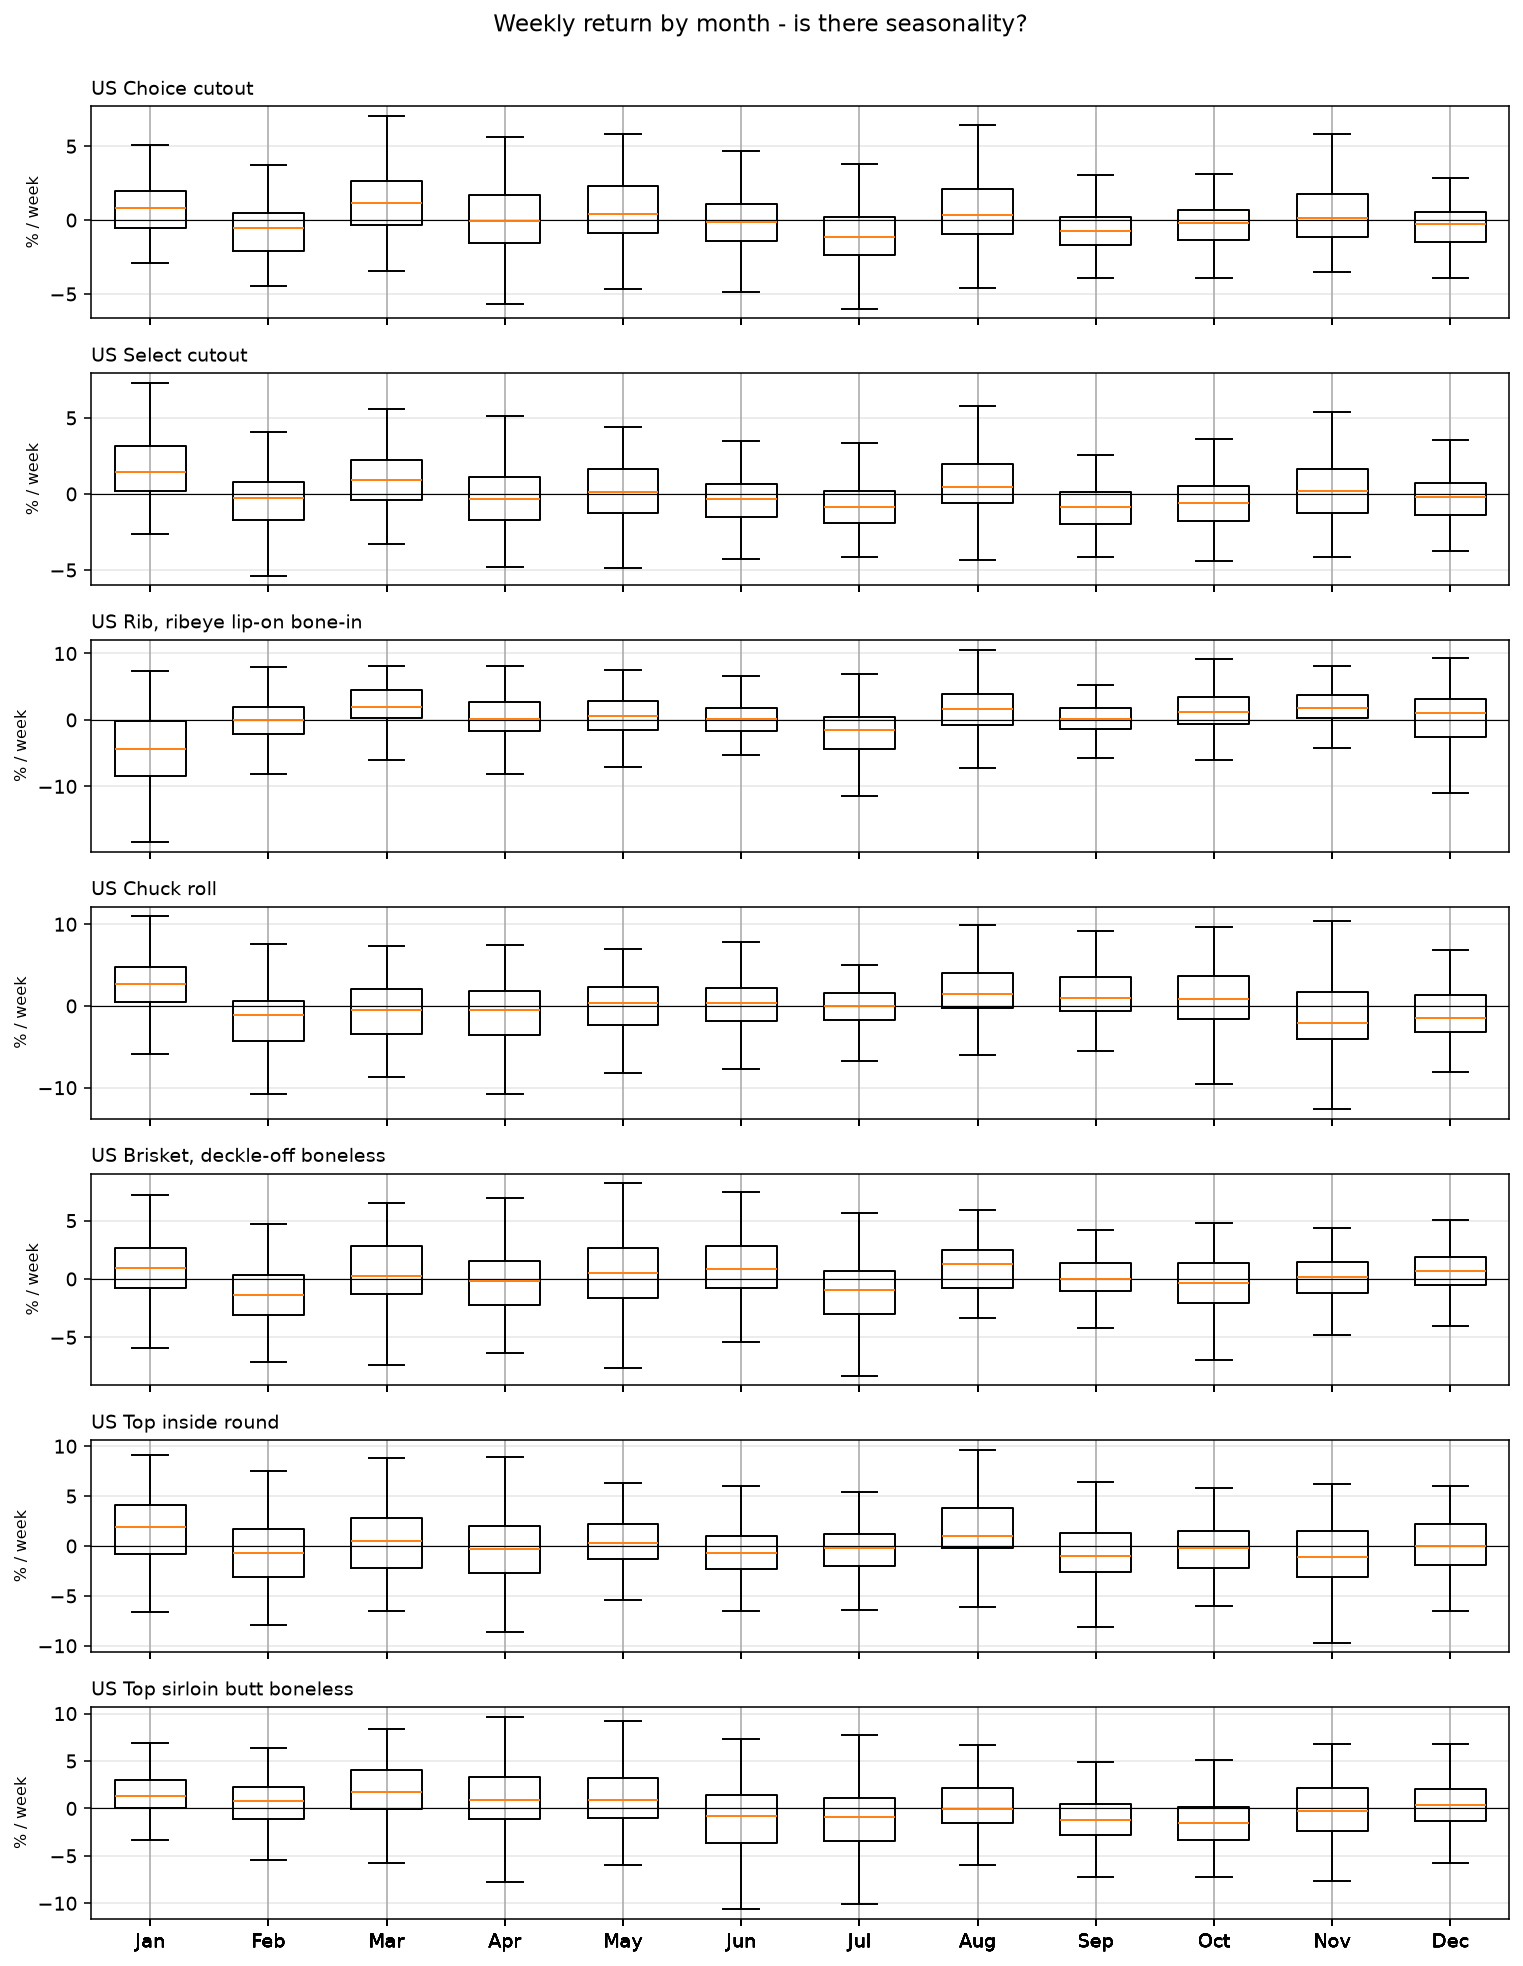 Weekly return by month - is there seasonality?
US Choice cutout
% / week
5
0
−5
US Select cutout
% / week
5
0
−5
US Rib, ribeye lip-on bone-in
% / week
10
0
−10
US Chuck roll
% / week
10
0
−10
US Brisket, deckle-off boneless
% / week
5
0
−5
US Top inside round
% / week
10
5
0
−5
−10
US Top sirloin butt boneless
% / week
10
5
0
−5
−10
Jan Feb Mar Apr May Jun Jul Aug Sep Oct Nov Dec